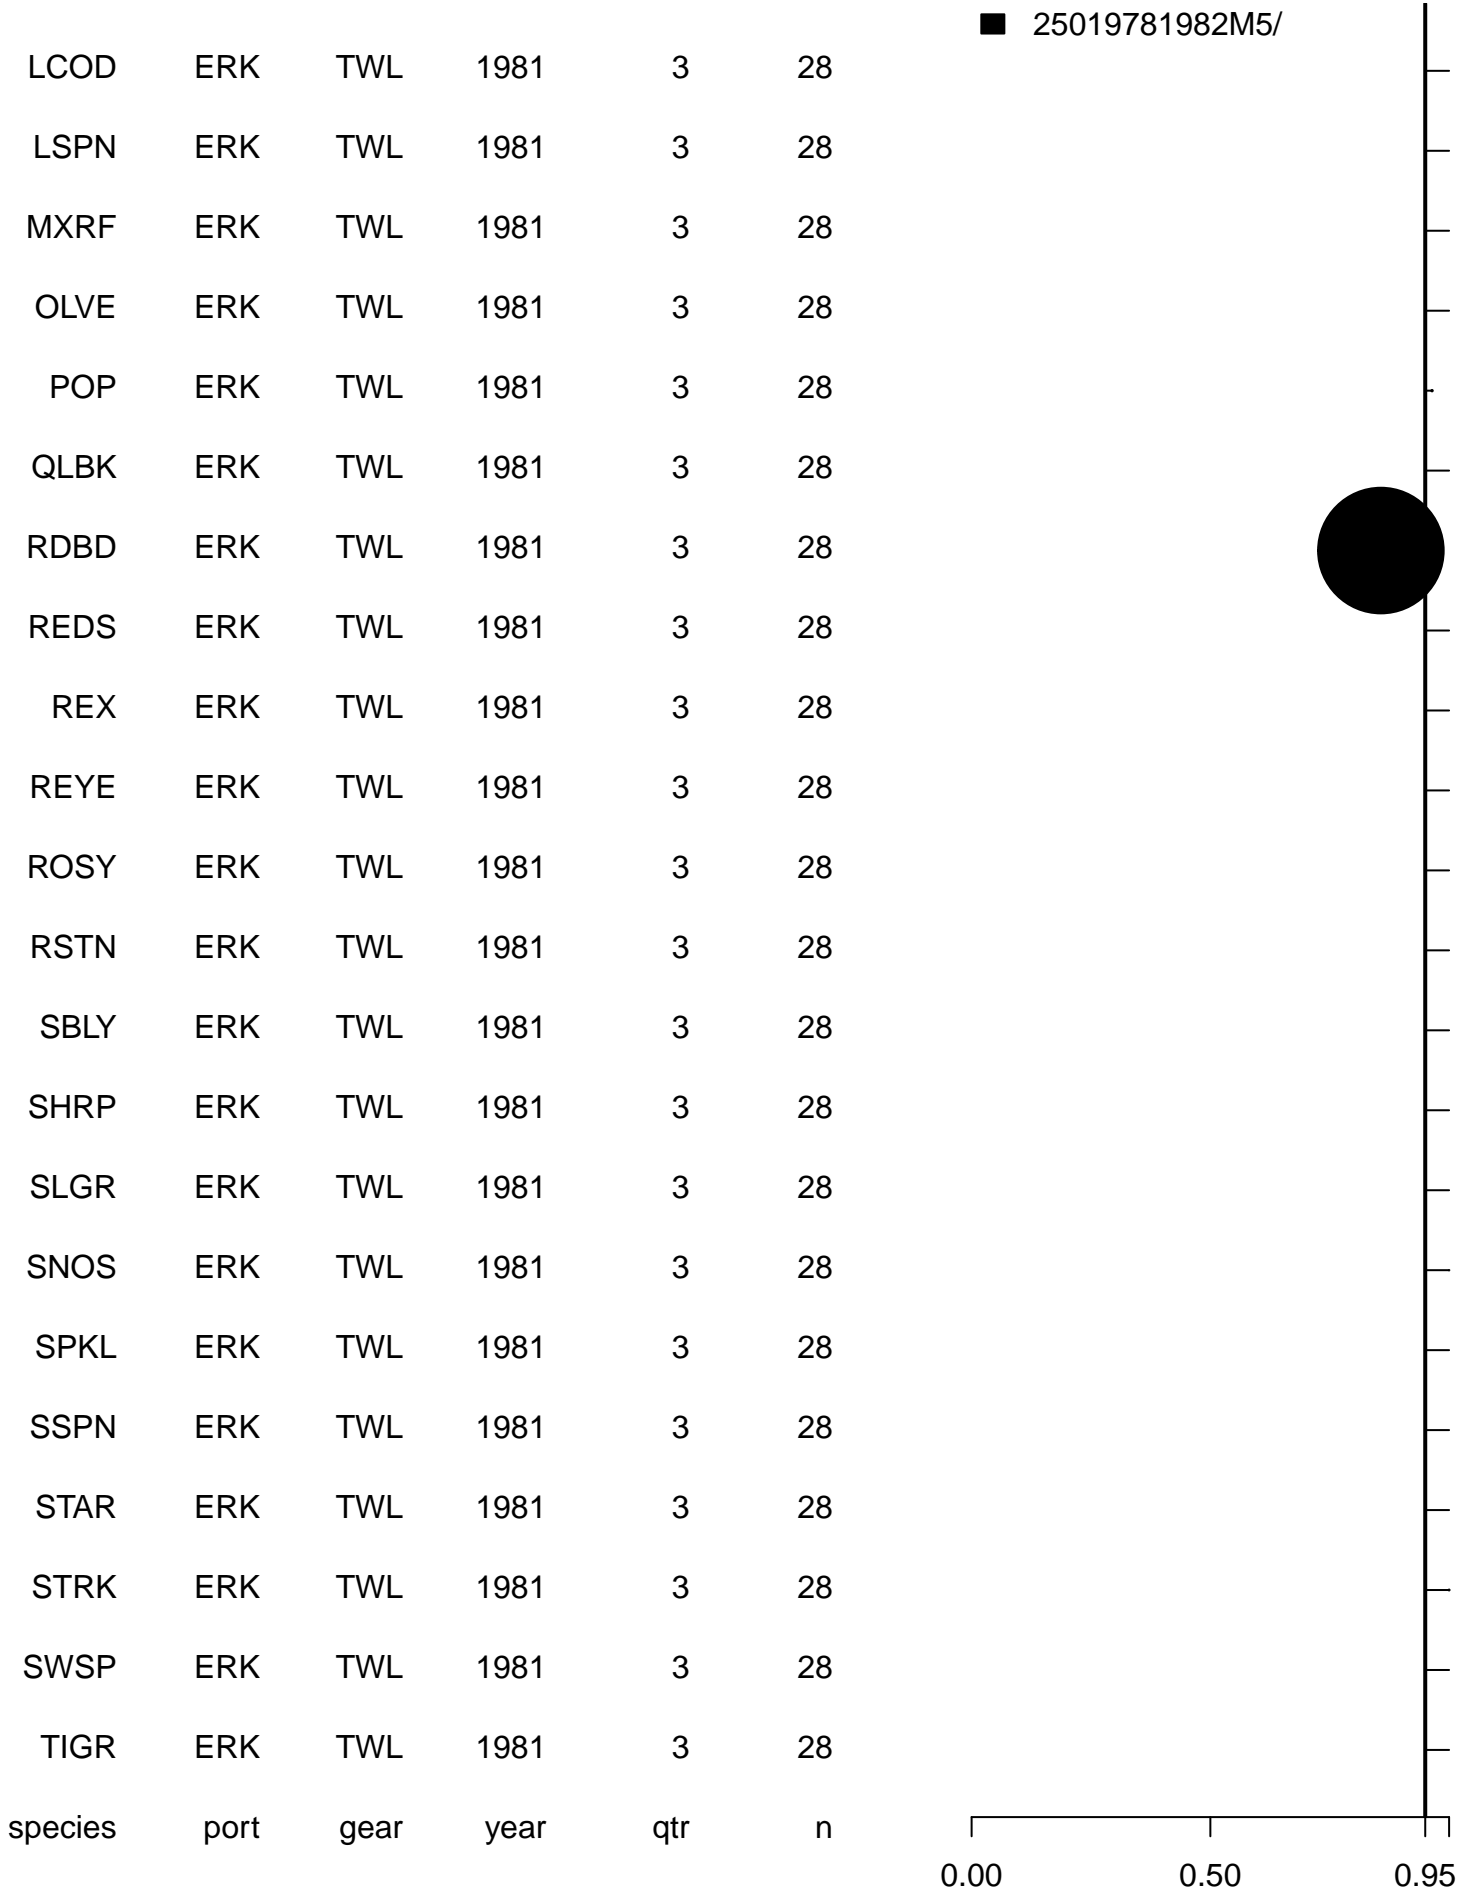 25019781982M5/
LCOD ERK TWL 1981 3 28
LSPN ERK TWL 1981 3 28
MXRF ERK TWL 1981 3 28
OLVE ERK TWL 1981 3 28
POP ERK TWL 1981 3 28
QLBK ERK TWL 1981 3 28
RDBD ERK TWL 1981 3 28
REDS ERK TWL 1981 3 28
REX ERK TWL 1981 3 28
REYE ERK TWL 1981 3 28
ROSY ERK TWL 1981 3 28
RSTN ERK TWL 1981 3 28
SBLY ERK TWL 1981 3 28
SHRP ERK TWL 1981 3 28
SLGR ERK TWL 1981 3 28
SNOS ERK TWL 1981 3 28
SPKL ERK TWL 1981 3 28
SSPN ERK TWL 1981 3 28
STAR ERK TWL 1981 3 28
STRK ERK TWL 1981 3 28
SWSP ERK TWL 1981 3 28
TIGR ERK TWL 1981 3 28
species port gear year qtr n
0.00 0.50 0.95